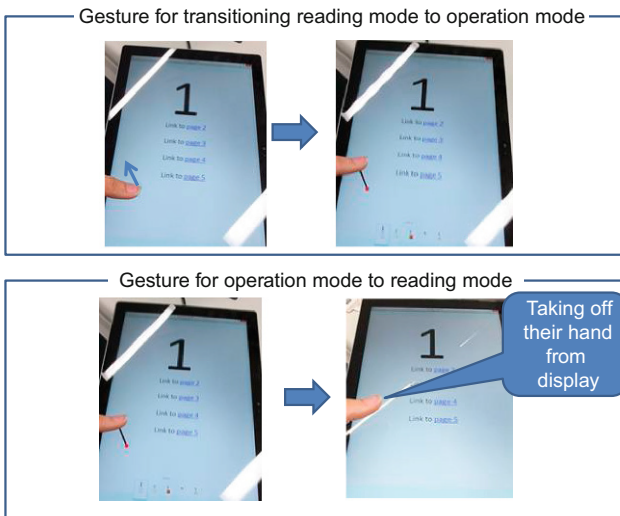 Gesture for transitioning reading mode to operation mode
1
Link to page 2
Link to page 3
Link to page 4
Link to page 5
1
Link to page 2
Link to page 3
Link to page 4
Link to page 5
Gesture for operation mode to reading mode
1
Link to page 2
Link to page 3
Link to page 4
Link to page 5
1
Link to
Link to page 4
Link to page 5
Taking off
their hand
from
display